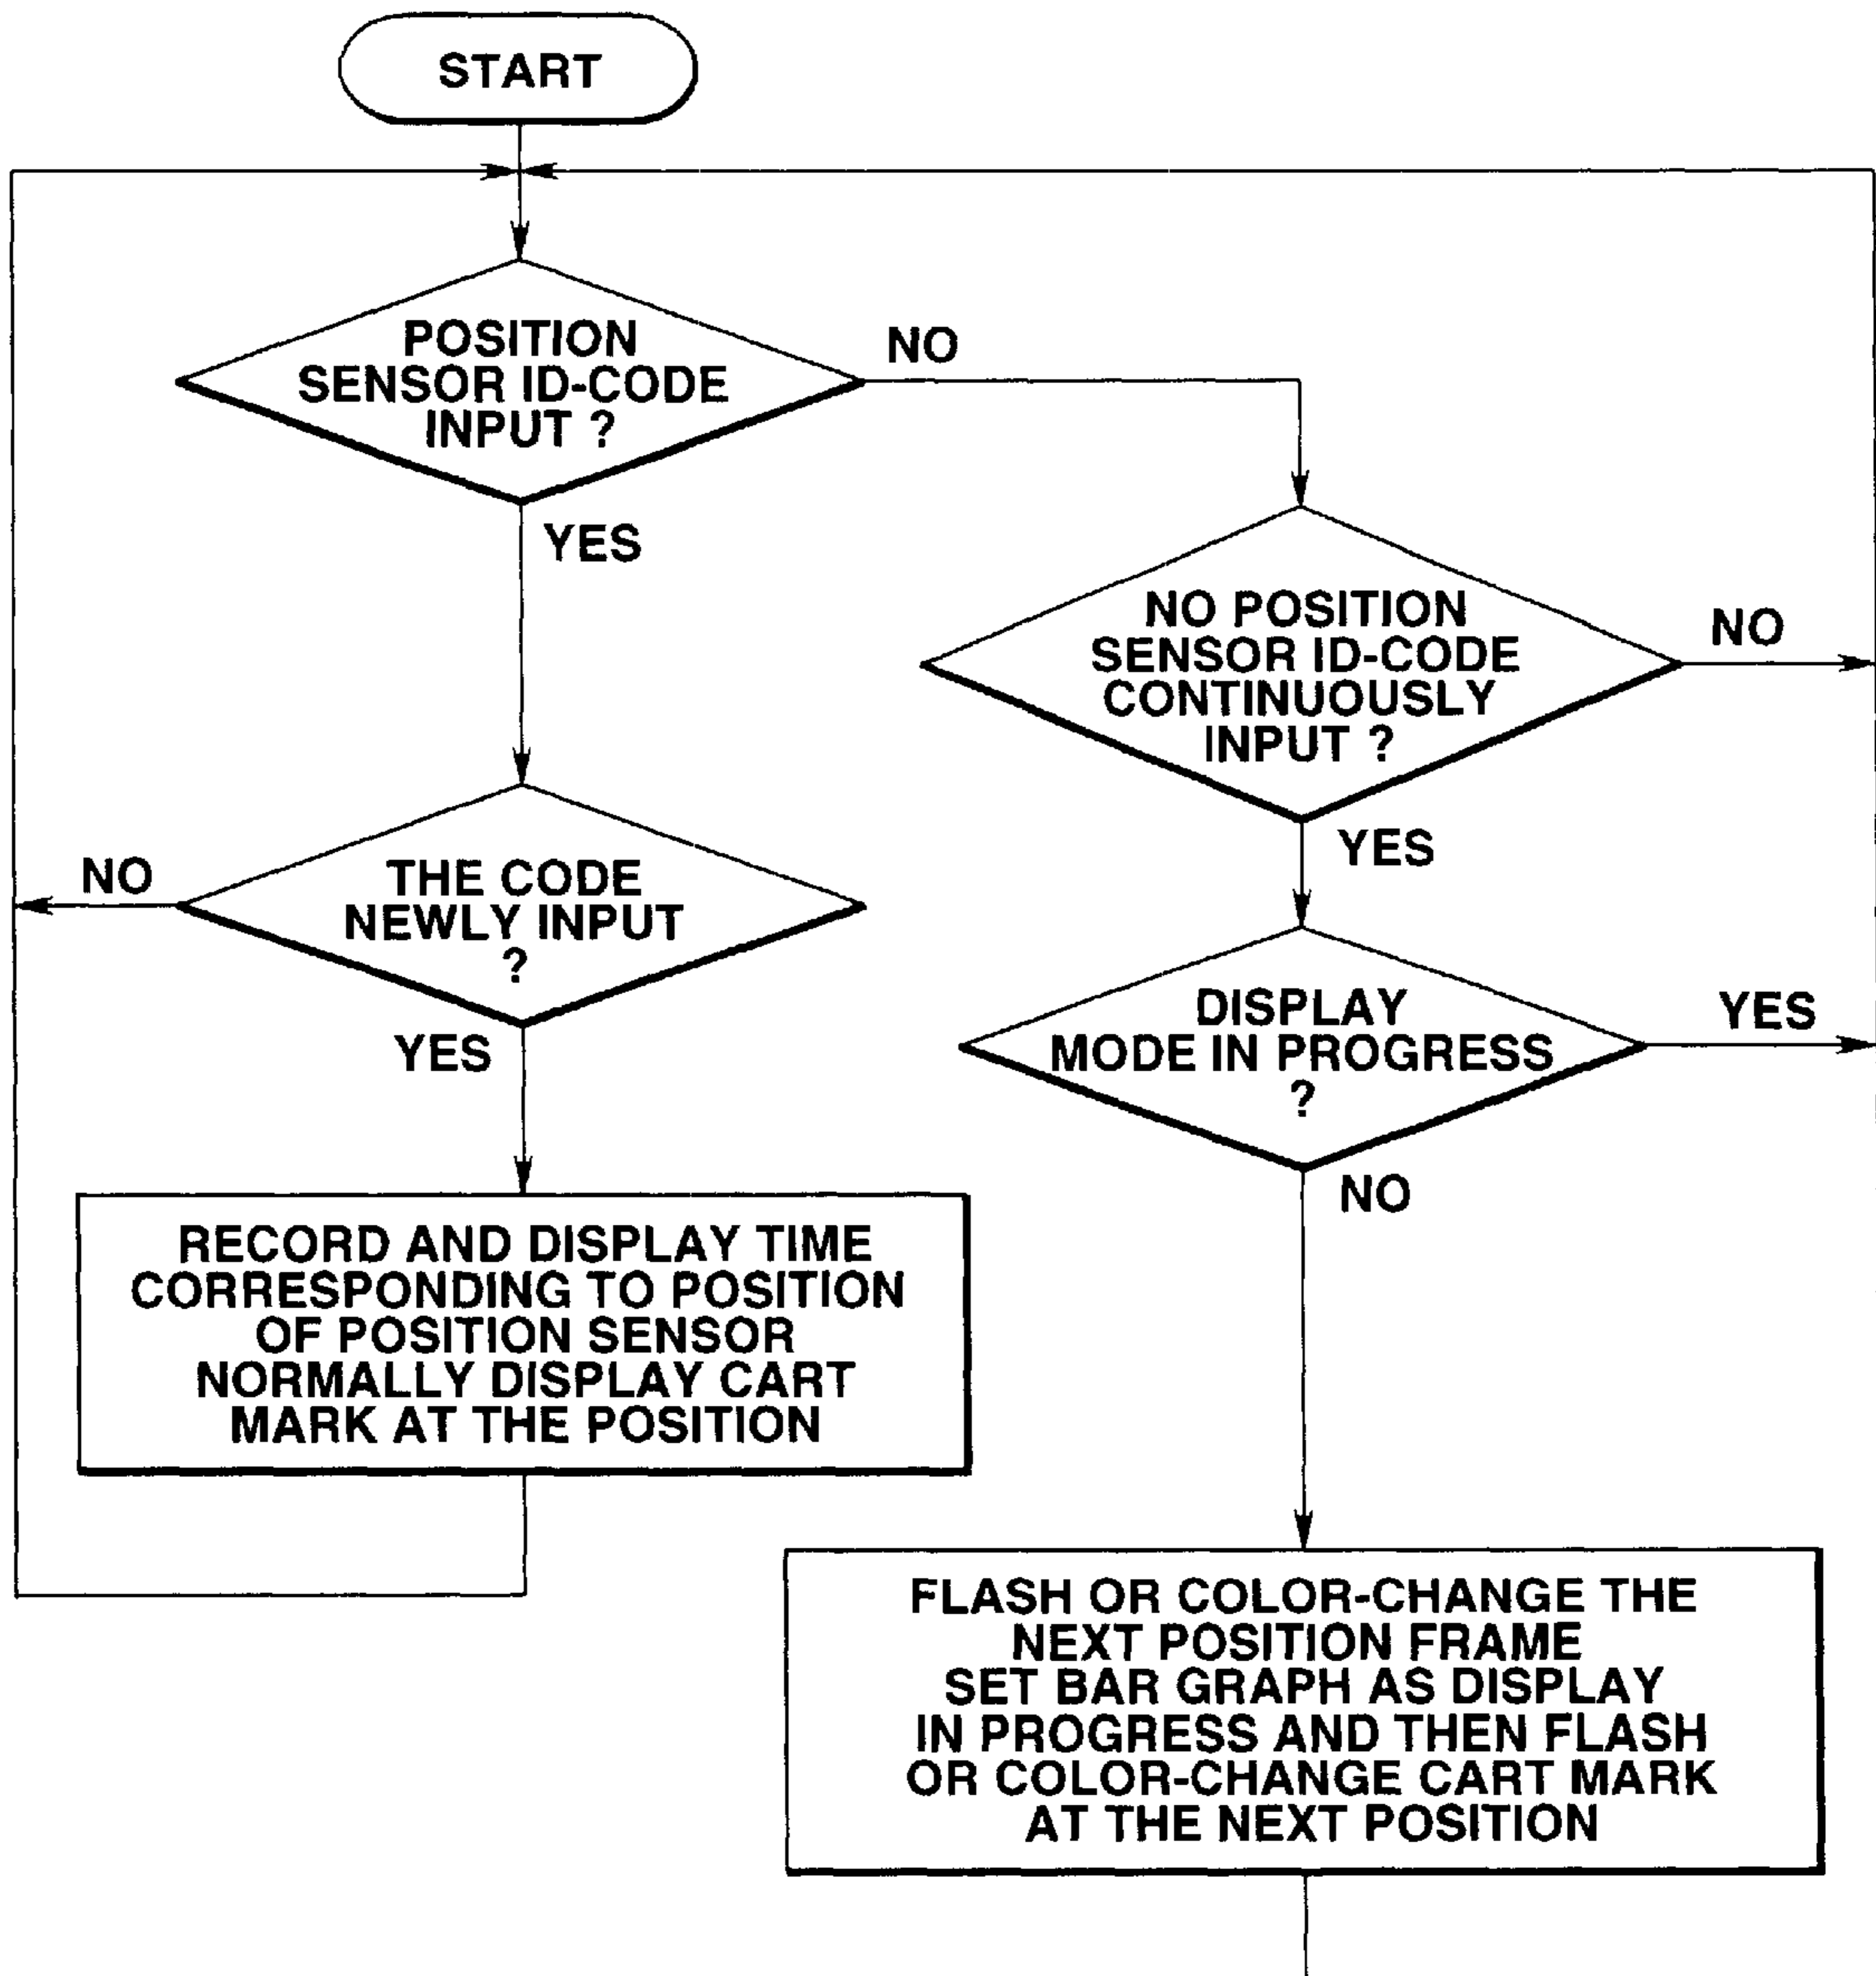 START
POSITION
SENSOR ID-CODE
INPUT ?
NO
YES
NO POSITION
SENSOR ID-CODE
CONTINUOUSLY
INPUT ?
NO
YES
THE CODE
NEWLY INPUT
?
NO
YES
DISPLAY
MODE IN PROGRESS
?
YES
NO
RECORD AND DISPLAY TIME
CORRESPONDING TO POSITION
OF POSITION SENSOR
NORMALLY DISPLAY CART
MARK AT THE POSITION
FLASH OR COLOR-CHANGE THE
NEXT POSITION FRAME
SET BAR GRAPH AS DISPLAY
IN PROGRESS AND THEN FLASH
OR COLOR-CHANGE CART MARK
AT THE NEXT POSITION